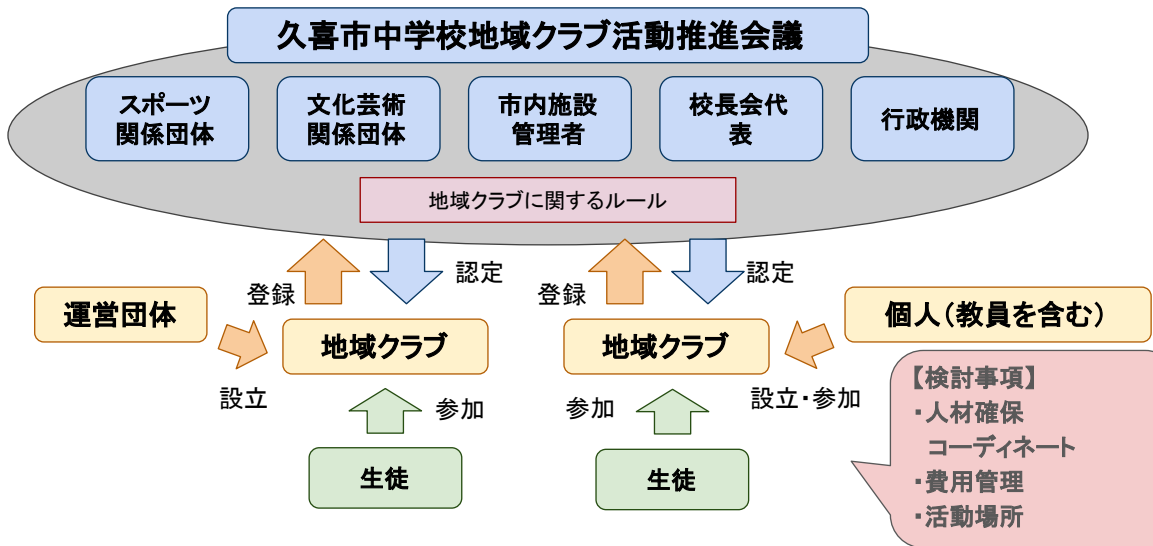 久喜市中学校地域クラブ活動推進会議
スポーツ
関係団体
文化芸術
関係団体
市内施設
管理者
校長会代
表
行政機関
地域クラブに関するルール
登録
認定
登録
認定
運営団体
地域クラブ
地域クラブ
個人(教員を含む)
設立
参加
参加
設立・参加
生徒
生徒
【検討事項】
・人材確保
コーディネート
・費用管理
・活動場所